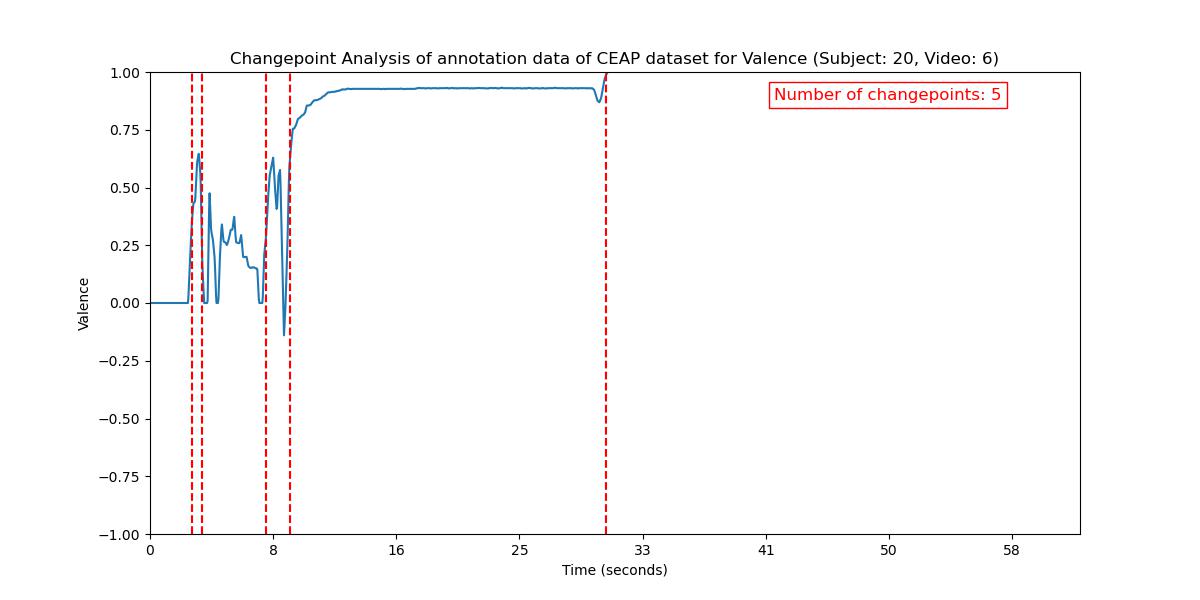 Changepoint Analysis of annotation data of CEAP dataset for Valence (Subject: 20, Video: 6)
Number of changepoints: 5
Valence
1.00
0.75
0.50
0.25
0.00
−0.25
−0.50
−0.75
−1.00
0 8 16 25 33 41 50 58
Time (seconds)